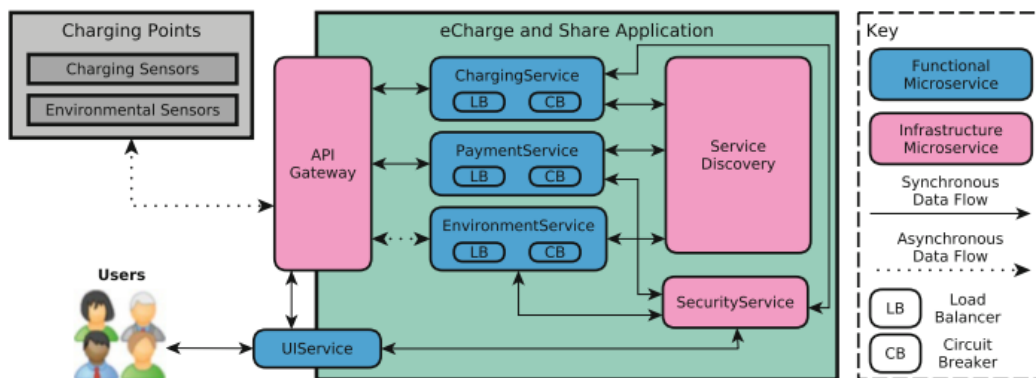 Charging Points
Charging Sensors
Environmental Sensors
eCharge and Share Application
API
Gateway
ChargingService
LB CB
PaymentService
LB CB
EnvironmentService
LB CB
Service
Discovery
SecurityService
Users
UIService
Key
Functional
Microservice
Infrastructure
Microservice
Synchronous
Data Flow
Asynchronous
Data Flow
LB
Load
Balancer
CB
Circuit
Breaker